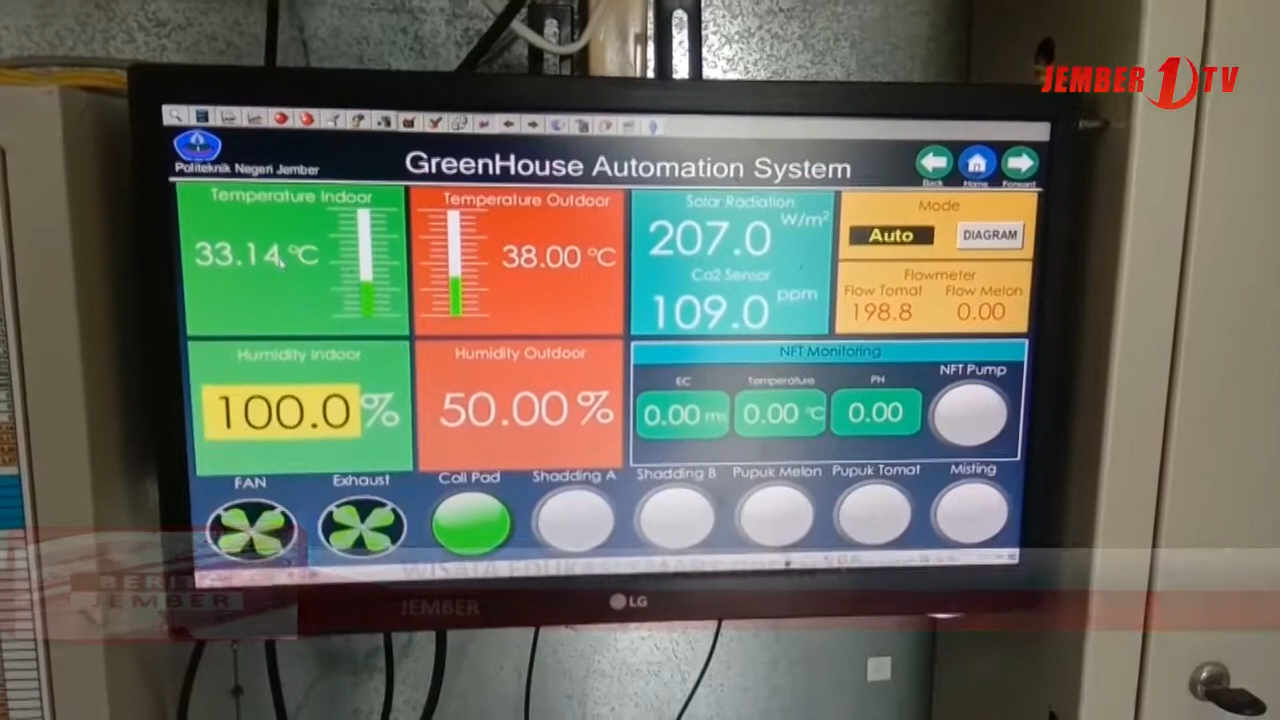 JEMBER 1 TV
Politeknik Negeri Jember
GreenHouse Automation System
Back
Home
Forward
Temperature Indoor
33.14 °C
Temperature Outdoor
38.00 °C
Solar Radiation
207.0 W/m²
Co2 Sensor
109.0 ppm
Mode
Auto
DIAGRAM
Flowmeter
Flow Tomat
Flow Melon
198.8
0.00
Humidity Indoor
100.0 %
Humidity Outdoor
50.00 %
NFT Monitoring
EC
Temperature
PH
NFT Pump
0.00 ms
0.00 °C
0.00
FAN
Exhaust
Coll Pad
Shadding A
Shadding B
Pupuk Melon
Pupuk Tomat
Misting
WISATA EDUKASI SMART
BERITA
JEMBER
JEMBER
LG